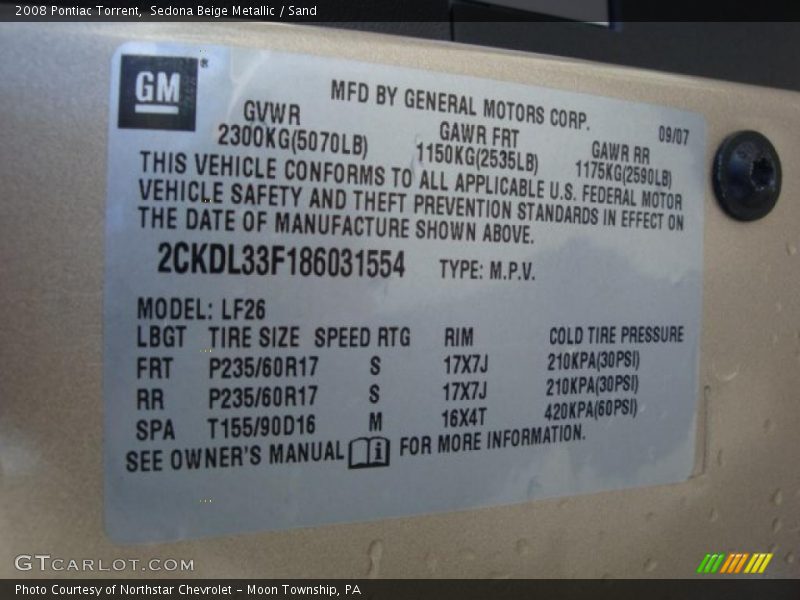 2008 Pontiac Torrent, Sedona Beige Metallic / Sand
GM®
MFD BY GENERAL MOTORS CORP.
09/07
GVWR GAWR FRT GAWR RR
2300KG(5070LB) 1150KG(2535LB) 1175KG(2590LB)
THIS VEHICLE CONFORMS TO ALL APPLICABLE U.S. FEDERAL MOTOR
VEHICLE SAFETY AND THEFT PREVENTION STANDARDS IN EFFECT ON
THE DATE OF MANUFACTURE SHOWN ABOVE.
2CKDL33F186031554 TYPE: M.P.V.
MODEL: LF26
LBGT TIRE SIZE SPEED RTG RIM COLD TIRE PRESSURE
FRT P235/60R17 S 17X7J 210KPA(30PSI)
RR P235/60R17 S 17X7J 210KPA(30PSI)
SPA T155/90D16 M 16X4T 420KPA(60PSI)
SEE OWNER'S MANUAL i FOR MORE INFORMATION.
GTCARLOT.COM
Photo Courtesy of Northstar Chevrolet - Moon Township, PA